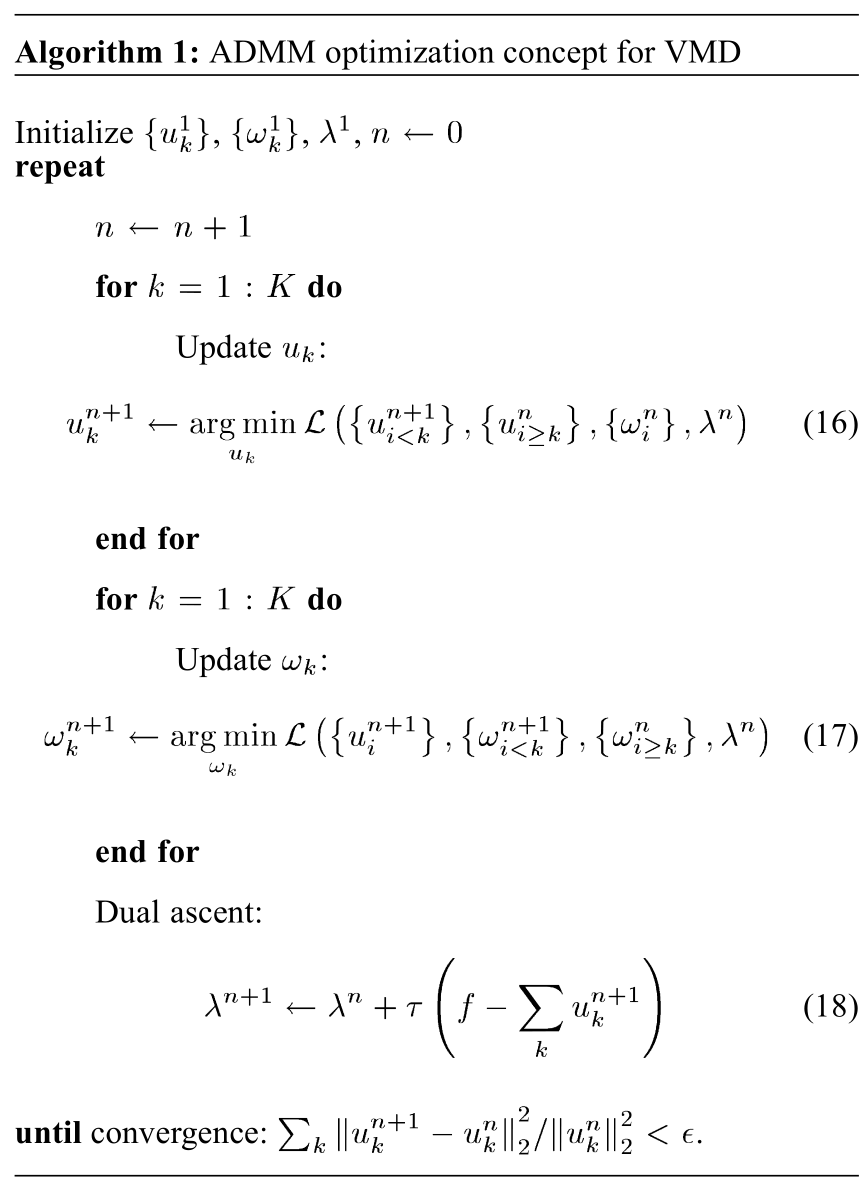 Algorithm 1: ADMM optimization concept for VMD
Initialize $\{u_k^1\}$, $\{\omega_k^1\}$, $\lambda^1$, $n \leftarrow 0$
repeat
$n \leftarrow n + 1$
for $k = 1 : K$ do
Update $u_k$:
$u_k^{n+1} \leftarrow \underset{u_k}{\arg\min}\, \mathcal{L}\left(\left\{u_{i<k}^{n+1}\right\}, \left\{u_{i\geq k}^{n}\right\}, \left\{\omega_i^n\right\}, \lambda^n\right)$ (16)
end for
for $k = 1 : K$ do
Update $\omega_k$:
$\omega_k^{n+1} \leftarrow \underset{\omega_k}{\arg\min}\, \mathcal{L}\left(\left\{u_i^{n+1}\right\}, \left\{\omega_{i<k}^{n+1}\right\}, \left\{\omega_{i\geq k}^{n}\right\}, \lambda^n\right)$ (17)
end for
Dual ascent:
$\lambda^{n+1} \leftarrow \lambda^n + \tau \left( f - \sum_k u_k^{n+1} \right)$ (18)
until convergence: $\sum_k \|u_k^{n+1} - u_k^n\|_2^2 / \|u_k^n\|_2^2 < \epsilon$.